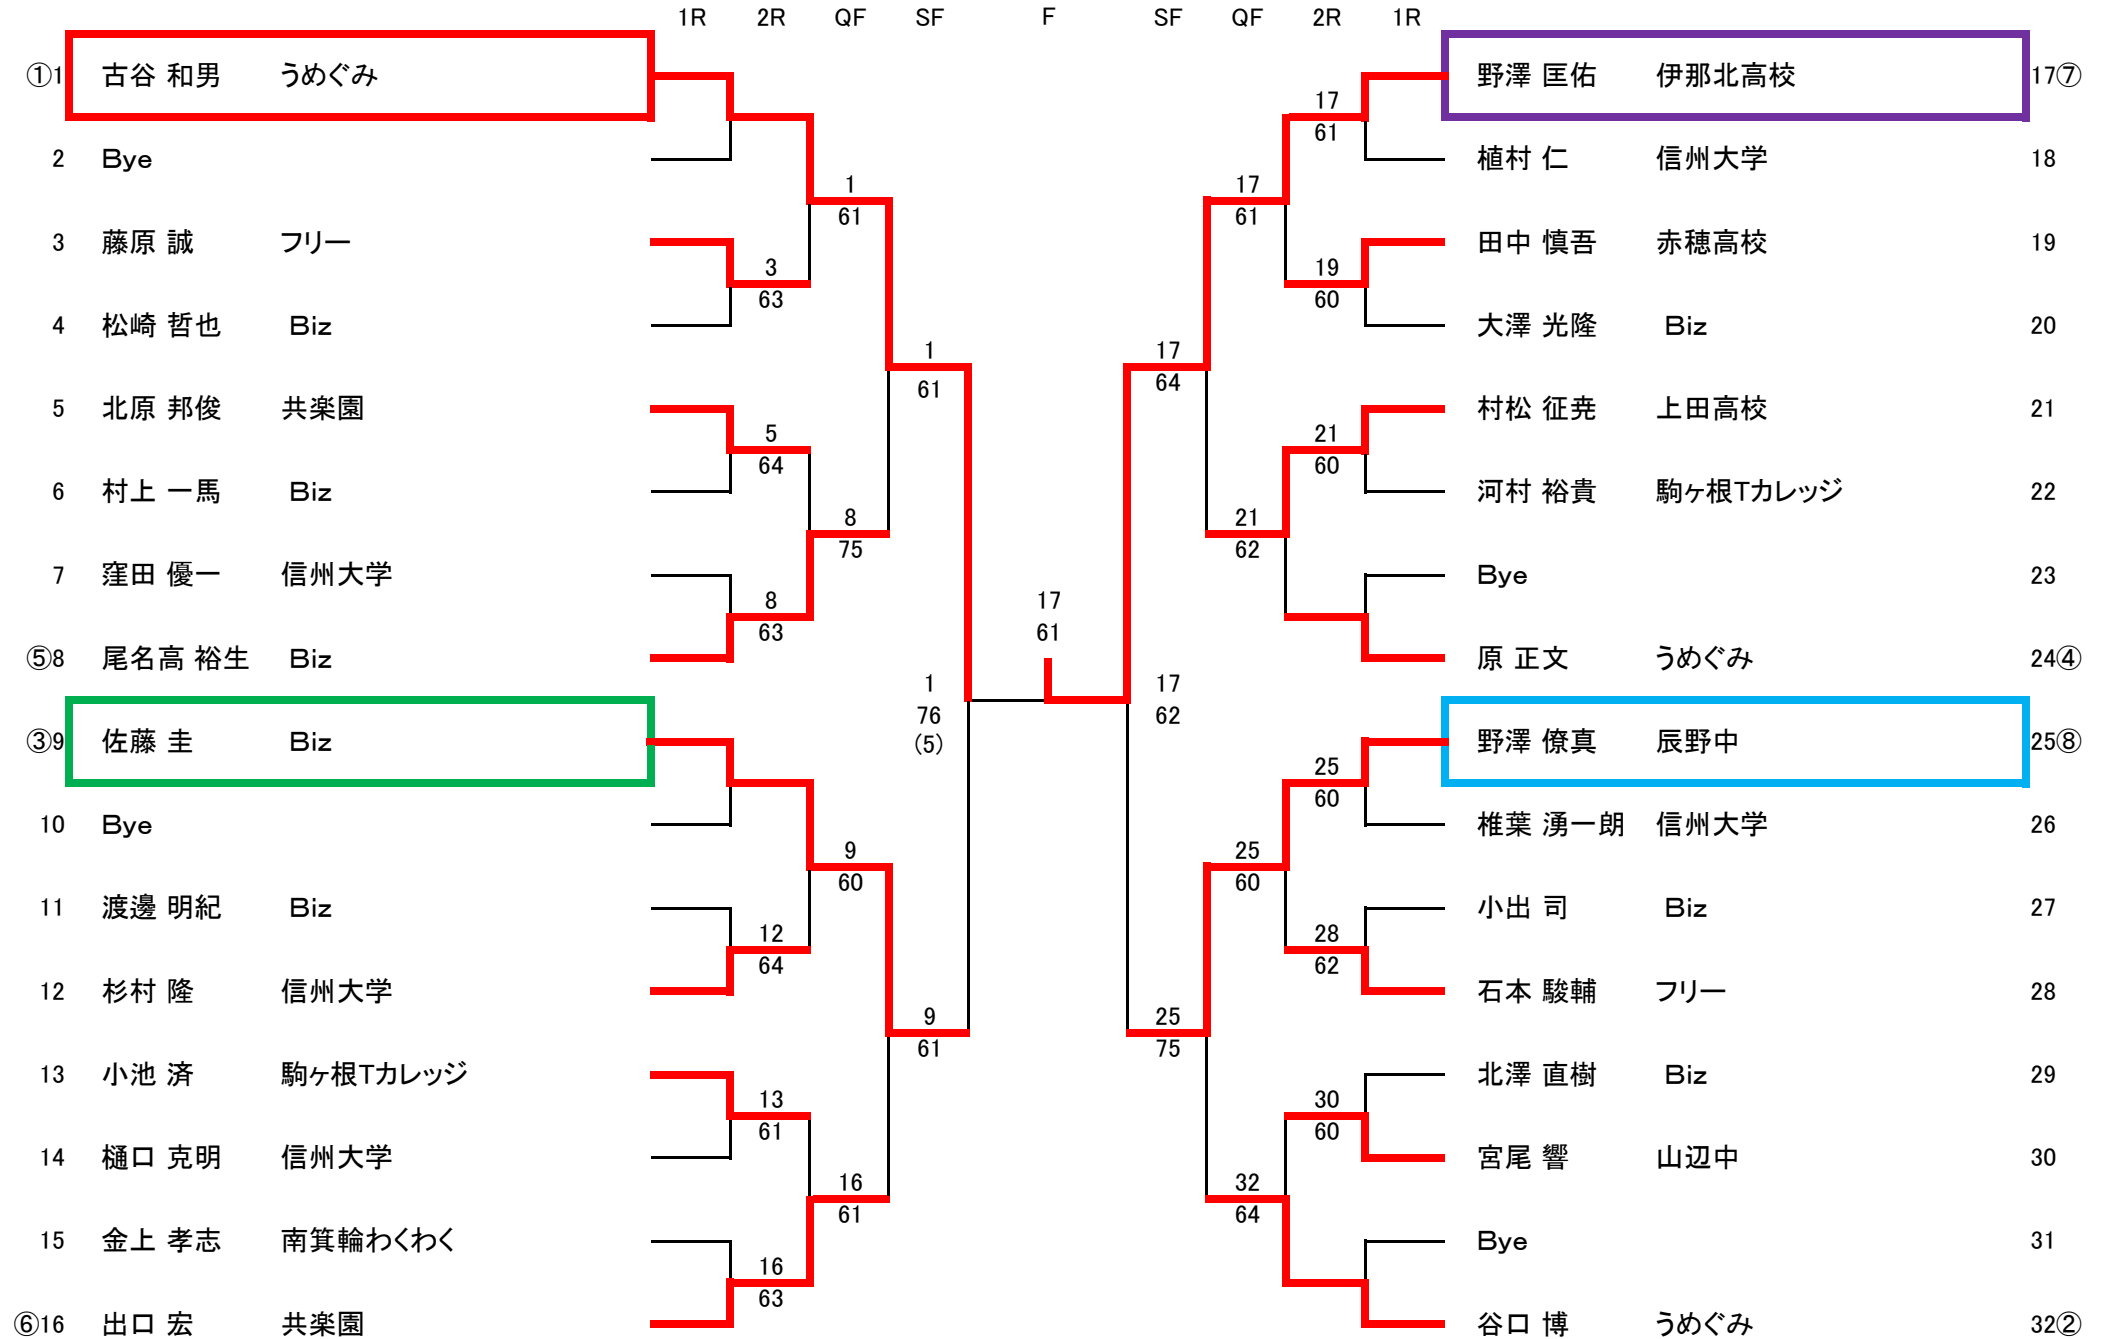 1R 2R QF SF F SF QF 2R 1R
①1 古谷 和男 うめぐみ 野澤 匡佑 伊那北高校 17⑦
17
61
2 Bye 植村 仁 信州大学 18
1 17
61 61
3 藤原 誠 フリー 田中 慎吾 赤穂高校 19
3 19
63 60
4 松崎 哲也 Biz 大澤 光隆 Biz 20
1 17
61 64
5 北原 邦俊 共楽園 村松 征尭 上田高校 21
5 21
64 60
6 村上 一馬 Biz 河村 裕貴 駒ヶ根Tカレッジ 22
8 21
75 62
7 窪田 優一 信州大学 Bye 23
8 17
63 61
⑤8 尾名高 裕生 Biz 原 正文 うめぐみ 24④
1 17
76 62
(5)
③9 佐藤 圭 Biz 野澤 僚真 辰野中 25⑧
25
60
10 Bye 椎葉 湧一朗 信州大学 26
9 25
60 60
11 渡邊 明紀 Biz 小出 司 Biz 27
12 28
64 62
12 杉村 隆 信州大学 石本 駿輔 フリー 28
9 25
61 75
13 小池 済 駒ヶ根Tカレッジ 北澤 直樹 Biz 29
13 30
61 60
14 樋口 克明 信州大学 宮尾 響 山辺中 30
16 32
61 64
15 金上 孝志 南箕輪わくわく Bye 31
16
63
⑥16 出口 宏 共楽園 谷口 博 うめぐみ 32②